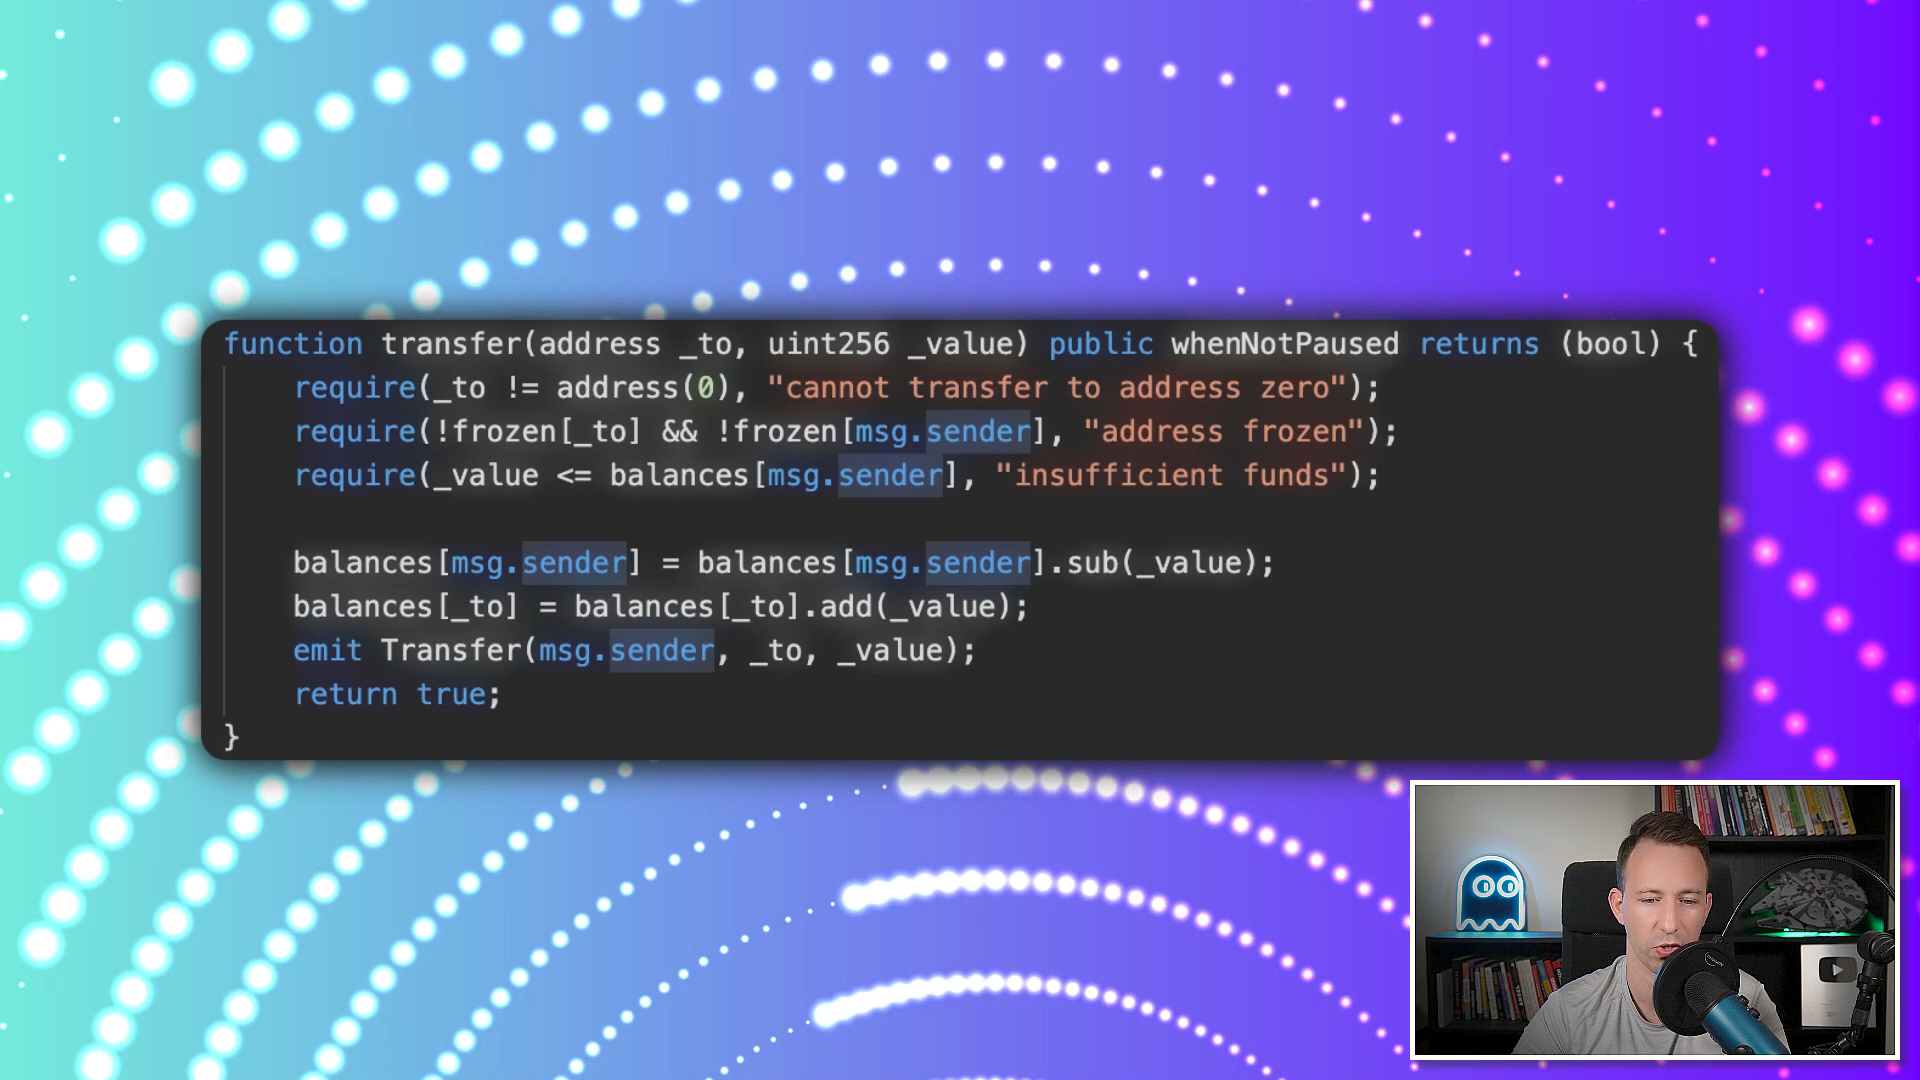 function transfer(address _to, uint256 _value) public whenNotPaused returns (bool) {
    require(_to != address(0), "cannot transfer to address zero");
    require(!frozen[_to] && !frozen[msg.sender], "address frozen");
    require(_value <= balances[msg.sender], "insufficient funds");

    balances[msg.sender] = balances[msg.sender].sub(_value);
    balances[_to] = balances[_to].add(_value);
    emit Transfer(msg.sender, _to, _value);
    return true;
}